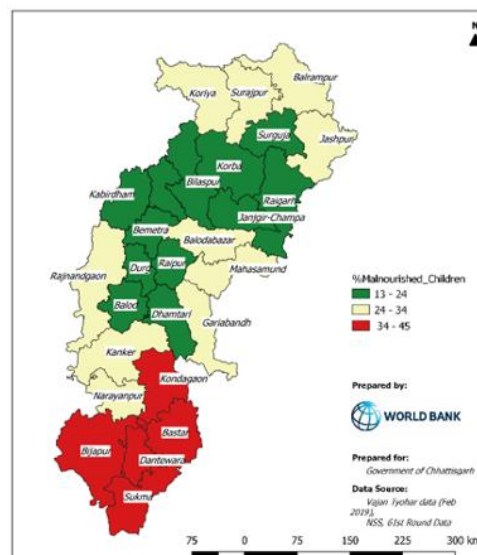 N
Balrampur
Koriya
Surajpur
Surguja
Jashpur
Korba
Bilaspur
Kabirdham
Raigarh
Janjgir-Champa
Bemetra
Balodabazar
Mahasamund
Rajnandgaon
Durg
Raipur
Balod
Dhamtari
Gariabandh
Kanker
Kondagaon
Narayanpur
Bastar
Bijapur
Dantewara
Sukma
%Malnourished_Children
13 - 24
24 - 34
34 - 45
Prepared by:
WORLD BANK
Prepared for:
Government of Chhattisgarh
Data Source:
Vajan Tyohar data (Feb
2019),
NSS, 61st Round Data
75 0 75 150 225 300 km